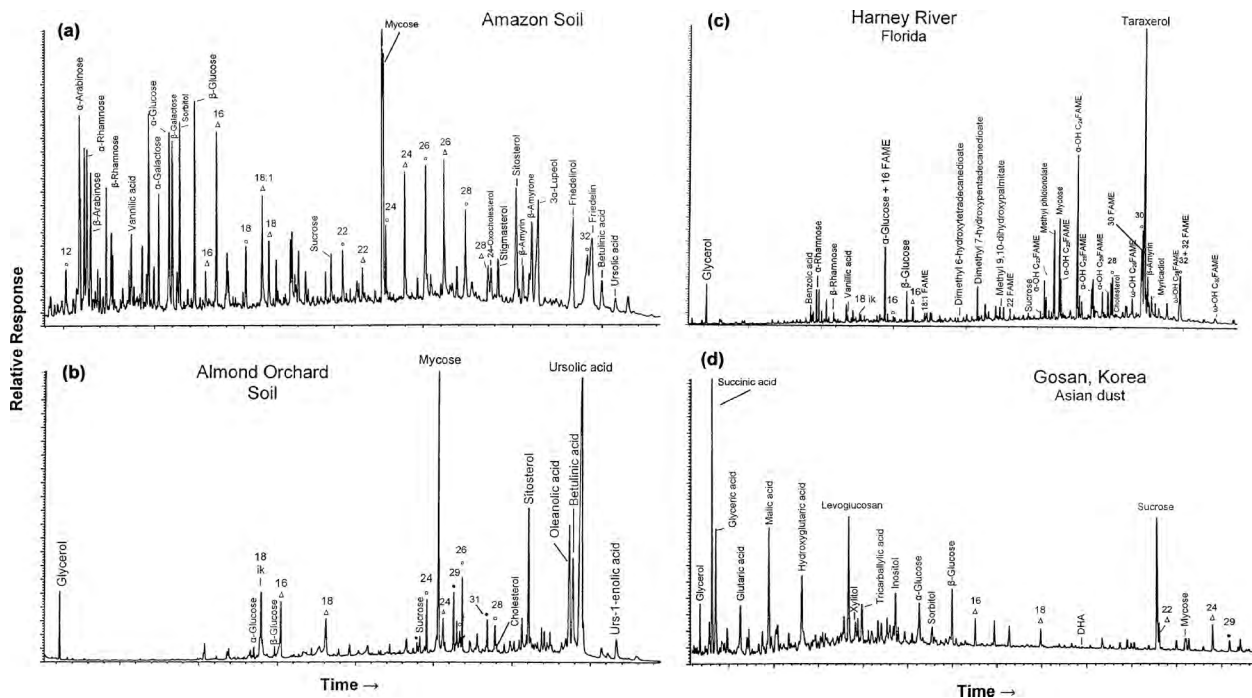 Relative Response
(a)
Amazon Soil
12
α-Arabinose
α-Rhamnose
β-Arabinose
β-Rhamnose
Vannilic acid
α-Glucose
α-Galactose
β-Galactose
Sorbitol
β-Glucose
16
16
18
18:1
18
Sucrose
22
22
Mycose
24
24
26
26
28
28
24-Oxocholesterol
Stigmasterol
Sitosterol
β-Amyrin
β-Amyrone
3α-Lupeol
Friedelinol
32
Friedelin
Betulinic acid
Ursolic acid
(b)
Almond Orchard
Soil
Glycerol
α-Glucose
18
ik
β-Glucose
16
18
Sucrose
24
Mycose
24
29
26
31
28
Cholesterol
Sitosterol
Oleanolic acid
Betulinic acid
Ursolic acid
Urs-1-enolic acid
Time →
(c)
Harney River
Florida
Glycerol
Benzoic acid
α-Rhamnose
β-Rhamnose
Vanilic acid
18 ik
α-Glucose + 16 FAME
16
β-Glucose
16
18:1 FAME
Dimethyl 6-hydroxytetradecanedioate
Dimethyl 7-hydroxypentadecanedioate
Methyl 9,10-dihydroxypalmitate
22 FAME
Sucrose
Methyl phloionolate
Mycose
28
Cholesterol
30 FAME
30
Taraxerol
β-Amyrin
Myricadiol
32 + 32 FAME
(d)
Gosan, Korea
Asian dust
Glycerol
Succinic acid
Glyceric acid
Glutaric acid
Malic acid
Hydroxyglutaric acid
Levoglucosan
Xylitol
Tricarballylic acid
Inositol
α-Glucose
Sorbitol
β-Glucose
16
18
DHA
Sucrose
22
Mycose
24
29
Time →